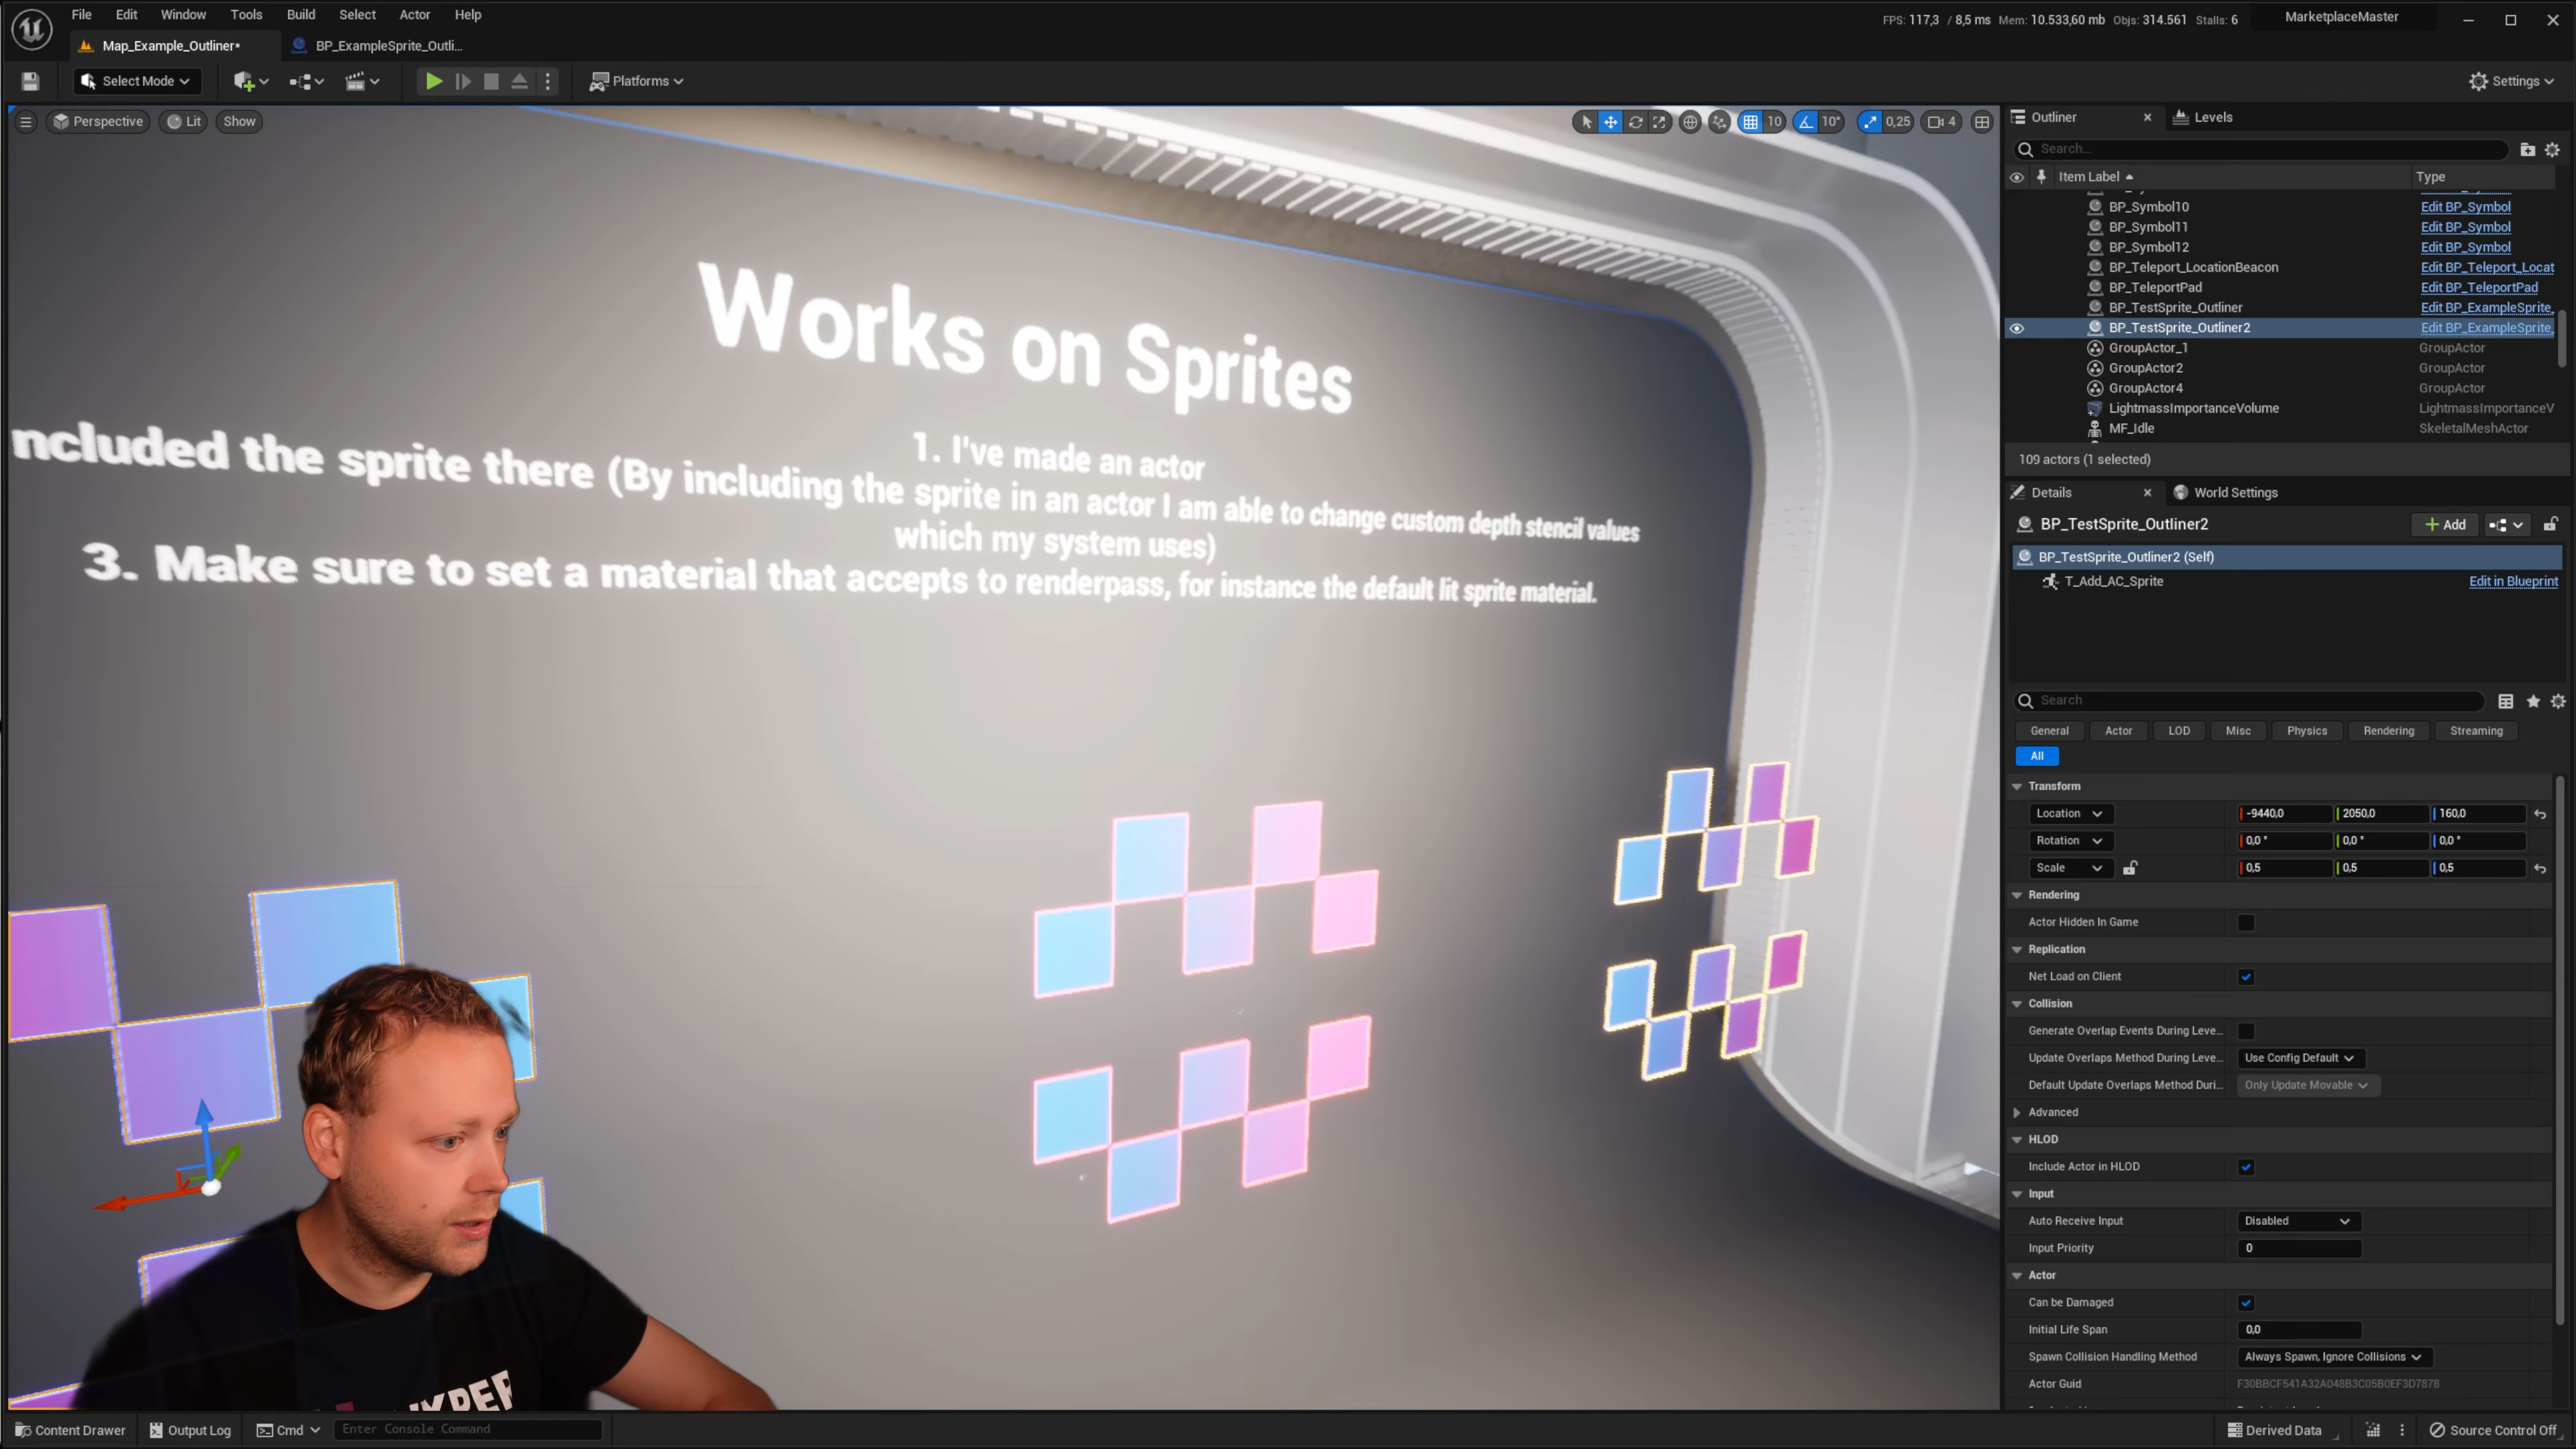 File Edit Window Tools Build Select Actor Help
FPS: 117,3 / 8,5 ms Mem: 10.533,60 mb Objs: 314.561 Stalls: 6
MarketplaceMaster
Map_Example_Outliner*
BP_ExampleSprite_Outli...
Select Mode
Platforms
Settings
Perspective
Lit
Show
10
10°
0,25
4
Works on Sprites
1. I've made an actor
ncluded the sprite there (By including the sprite in an actor I am able to change custom depth stencil values
which my system uses)
3. Make sure to set a material that accepts to renderpass, for instance the default lit sprite material.
Outliner
Levels
Search...
Item Label
Type
BP_Symbol10 Edit BP_Symbol
BP_Symbol11 Edit BP_Symbol
BP_Symbol12 Edit BP_Symbol
BP_Teleport_LocationBeacon Edit BP_Teleport_Locat
BP_TeleportPad Edit BP_TeleportPad
BP_TestSprite_Outliner Edit BP_ExampleSprite_
BP_TestSprite_Outliner2 Edit BP_ExampleSprite_
GroupActor_1 GroupActor
GroupActor2 GroupActor
GroupActor4 GroupActor
LightmassImportanceVolume LightmassImportanceV
MF_Idle SkeletalMeshActor
109 actors (1 selected)
Details
World Settings
BP_TestSprite_Outliner2
Add
BP_TestSprite_Outliner2 (Self)
T_Add_AC_Sprite Edit in Blueprint
Search
General Actor LOD Misc Physics Rendering Streaming
All
Transform
Location -9440,0 2050,0 160,0
Rotation 0,0 ° 0,0 ° 0,0 °
Scale 0,5 0,5 0,5
Rendering
Actor Hidden In Game
Replication
Net Load on Client
Collision
Generate Overlap Events During Leve...
Update Overlaps Method During Leve... Use Config Default
Default Update Overlaps Method Duri... Only Update Movable
Advanced
HLOD
Include Actor in HLOD
Input
Auto Receive Input Disabled
Input Priority 0
Actor
Can be Damaged
Initial Life Span 0,0
Spawn Collision Handling Method Always Spawn, Ignore Collisions
Actor Guid F30BBCF541A32A048B3C05B0EF3D7878
Content Drawer
Output Log
Cmd
Enter Console Command
Derived Data
Source Control Off